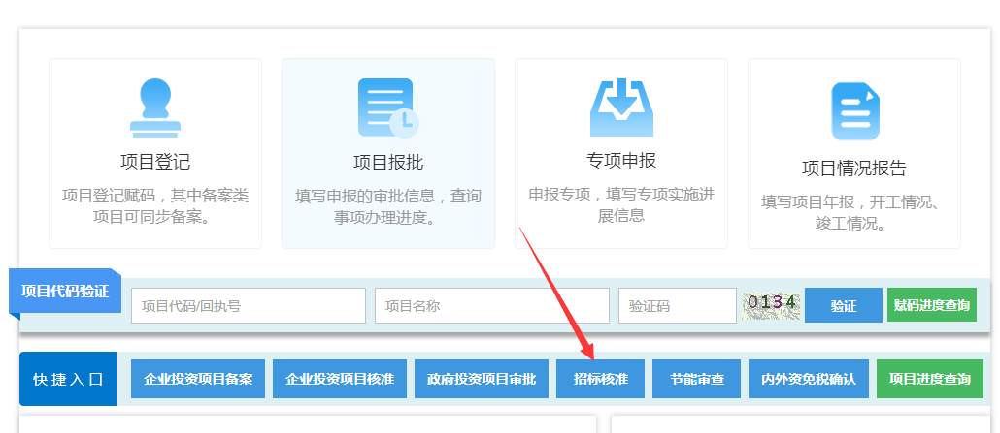 项目登记
项目登记赋码，其中备案类
项目可同步备案。
项目报批
填写申报的审批信息，查询
事项办理进度。
专项申报
申报专项，填写专项实施进
展信息
项目情况报告
填写项目年报，开工情况、
竣工情况。
项目代码验证
项目代码/回执号
项目名称
验证码
0134
验证
赋码进度查询
快捷入口
企业投资项目备案
企业投资项目核准
政府投资项目审批
招标核准
节能审查
内外资免税确认
项目进度查询